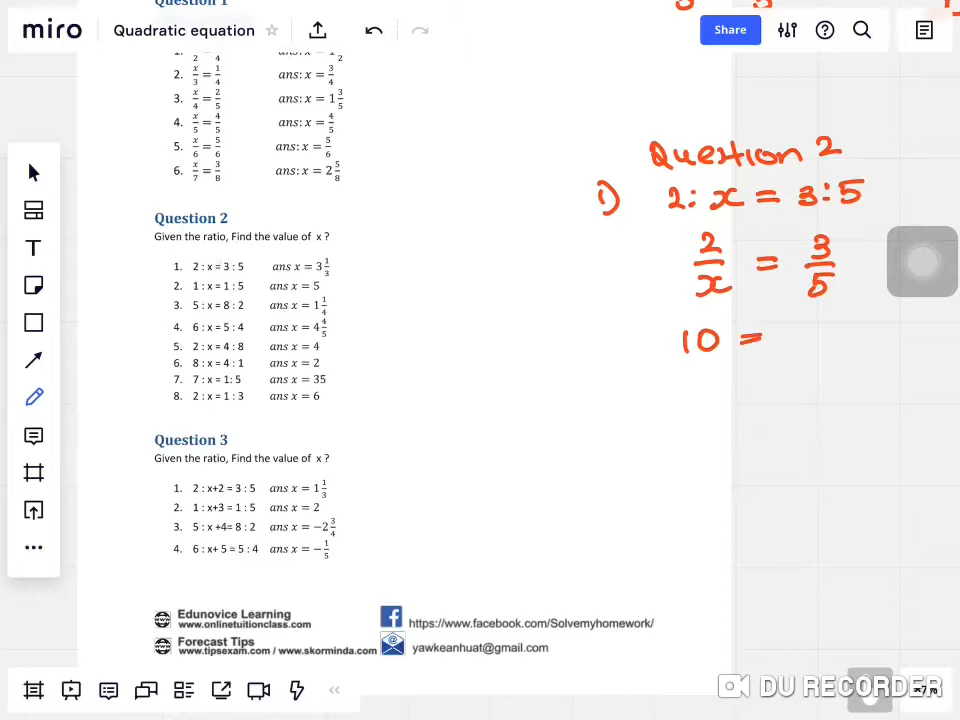 Question 1
miro Quadratic equation Share
2. x/3 = 1/4 ans: x = 3/4
3. x/4 = 2/5 ans: x = 1 3/5
4. x/5 = 4/5 ans: x = 4/5
5. x/6 = 5/6 ans: x = 5/6
6. x/7 = 3/8 ans: x = 2 5/8
Question 2
Given the ratio, Find the value of x ?
1. 2 : x = 3 : 5 ans x = 3 1/3
2. 1 : x = 1 : 5 ans x = 5
3. 5 : x = 8 : 2 ans x = 1 1/4
4. 6 : x = 5 : 4 ans x = 4 4/5
5. 2 : x = 4 : 8 ans x = 4
6. 8 : x = 4 : 1 ans x = 2
7. 7 : x = 1: 5 ans x = 35
8. 2 : x = 1 : 3 ans x = 6
Question 3
Given the ratio, Find the value of x ?
1. 2 : x+2 = 3 : 5 ans x = 1 1/3
2. 1 : x+3 = 1 : 5 ans x = 2
3. 5 : x +4= 8 : 2 ans x = −2 3/4
4. 6 : x+ 5 = 5 : 4 ans x = − 1/5
Edunovice Learning
www.onlinetuitionclass.com
https://www.facebook.com/Solvemyhomework/
Forecast Tips
www.tipsexam.com / www.skorminda.com
yawkeanhuat@gmail.com
Question 2
1) 2: x = 3:5
2/x = 3/5
10 =
DU RECORDER